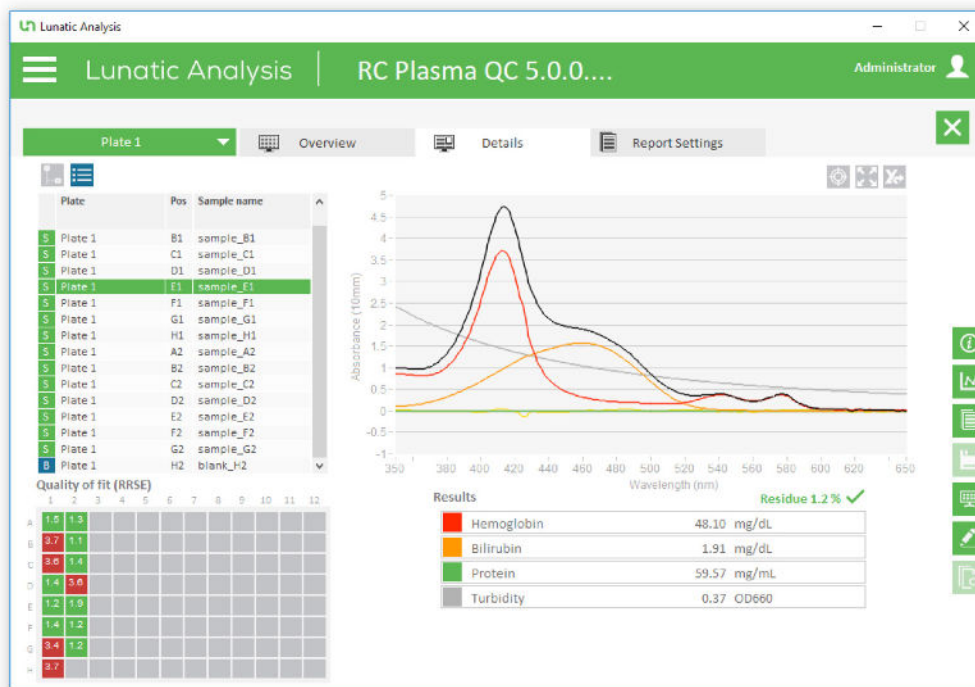 un Lunatic Analysis
Lunatic Analysis | RC Plasma QC 5.0.0.... Administrator
Plate 1 Overview Details Report Settings
Plate Pos Sample name
S Plate 1 B1 sample_B1
S Plate 1 C1 sample_C1
S Plate 1 D1 sample_D1
S Plate 1 E1 sample_E1
S Plate 1 F1 sample_F1
S Plate 1 G1 sample_G1
S Plate 1 H1 sample_H1
S Plate 1 A2 sample_A2
S Plate 1 B2 sample_B2
S Plate 1 C2 sample_C2
S Plate 1 D2 sample_D2
S Plate 1 E2 sample_E2
S Plate 1 F2 sample_F2
S Plate 1 G2 sample_G2
B Plate 1 H2 blank_H2
Quality of fit (RRSE)
1 2 3 4 5 6 7 8 9 10 11 12
A 1.5 1.3
B 3.7 1.1
C 3.6 1.4
D 1.4 3.6
E 1.2 1.9
F 1.4 1.2
G 3.4 1.2
H 3.7
Absorbance (10mm)
5
4.5
4
3.5
3
2.5
2
1.5
1
0.5
0
-0.5
-1
350 380 400 420 440 460 480 500 520 540 560 580 600 620 650
Wavelength (nm)
Results Residue 1.2 %
Hemoglobin 48.10 mg/dL
Bilirubin 1.91 mg/dL
Protein 59.57 mg/mL
Turbidity 0.37 OD660